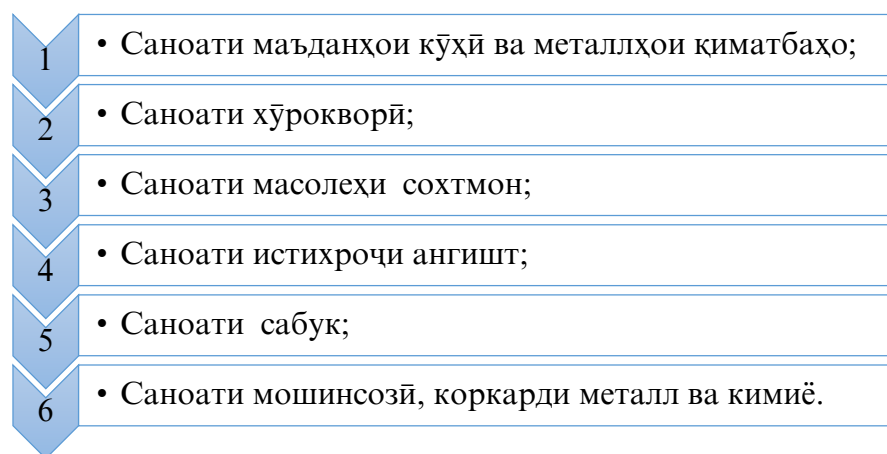 1 • Саноати маъданҳои кӯҳӣ ва металлҳои қиматбаҳо;
2 • Саноати хӯрокворӣ;
3 • Саноати масолеҳи сохтмон;
4 • Саноати истихроҷи ангишт;
5 • Саноати сабук;
6 • Саноати мошинсозӣ, коркарди металл ва кимиё.